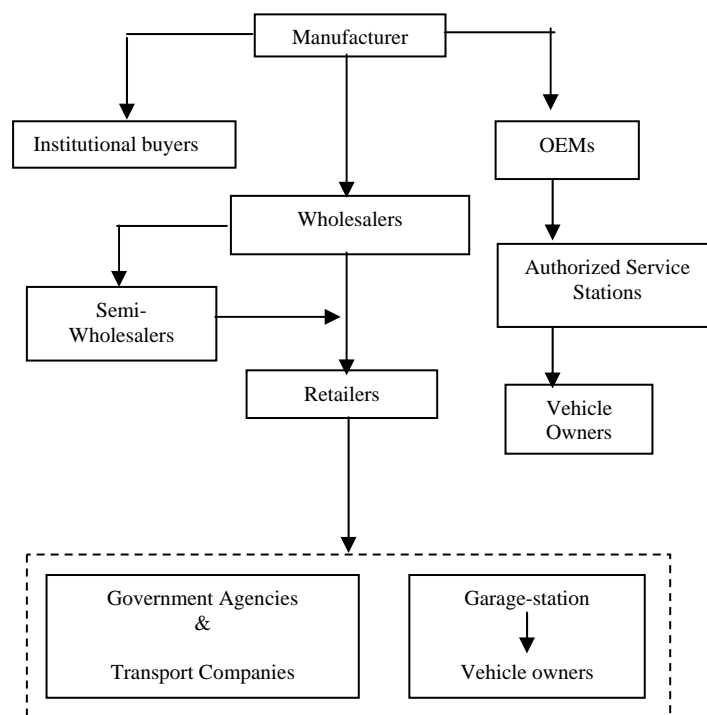 Manufacturer
Institutional buyers
OEMs
Wholesalers
Authorized Service
Stations
Semi-
Wholesalers
Retailers
Vehicle
Owners
Government Agencies
&
Transport Companies
Garage-station
Vehicle owners